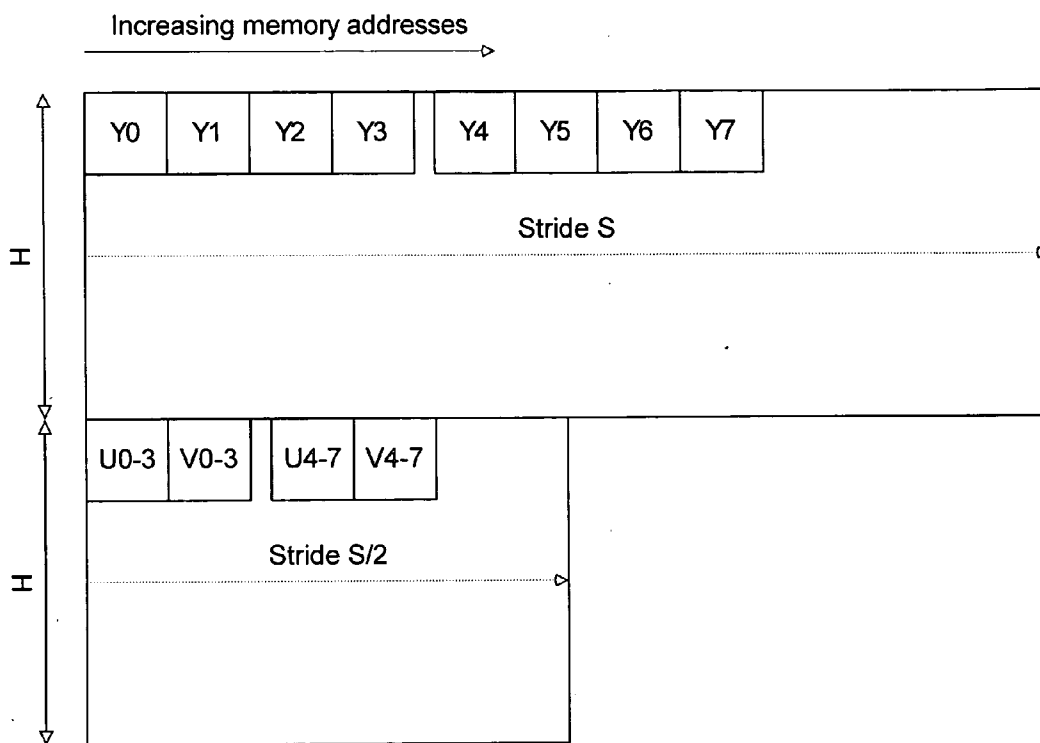 Increasing memory addresses
Y0 Y1 Y2 Y3 Y4 Y5 Y6 Y7
Stride S
H
U0-3 V0-3 U4-7 V4-7
Stride S/2
H